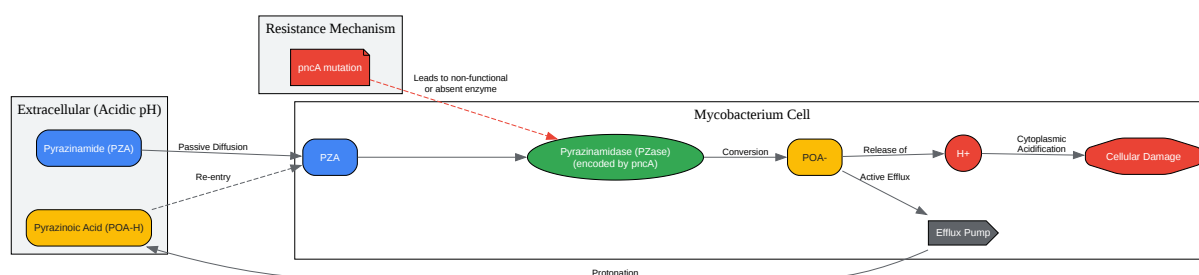 Resistance Mechanism
pncA mutation
Leads to non-functional
or absent enzyme
Extracellular (Acidic pH)
Pyrazinamide (PZA)
Passive Diffusion
Re-entry
Pyrazinoic Acid (POA-H)
Mycobacterium Cell
PZA
Pyrazinamidase (PZase)
(encoded by pncA)
Conversion
POA-
Release of
H+
Cytoplasmic
Acidification
Cellular Damage
Active Efflux
Efflux Pump
Protonation